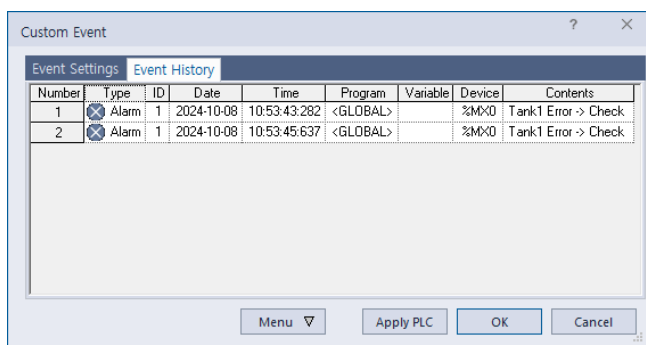 Custom Event
Event Settings Event History
Number Type ID Date Time Program Variable Device Contents
1 Alarm 1 2024-10-08 10:53:43:282 <GLOBAL> %MX0 Tank1 Error -> Check
2 Alarm 1 2024-10-08 10:53:45:637 <GLOBAL> %MX0 Tank1 Error -> Check
Menu ▽ Apply PLC OK Cancel